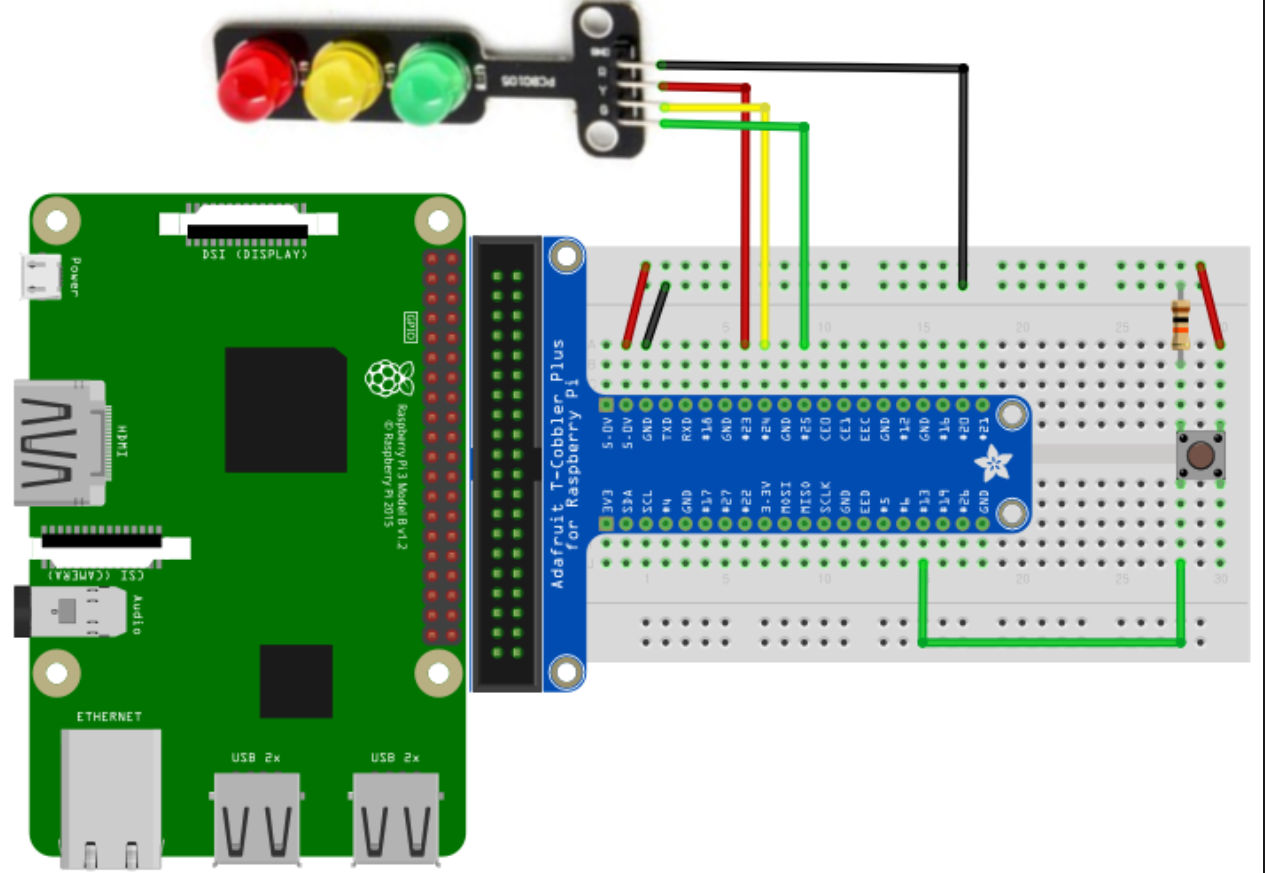 GND
R
Y
G
PCB0105
DSI (DISPLAY)
Power
GPIO
HDMI
Raspberry Pi 3 Model B v1.2
© Raspberry Pi 2015
CSI (CAMERA)
Audio
ETHERNET
USB 2x
USB 2x
Adafruit T-Cobbler Plus
for Raspberry Pi
5 10 15 20 25 30
A
B
5.0V 5.0V GND TXD RXD #18 GND #23 #24 GND #25 CE0 CE1 EEC GND #12 GND #16 #20 #21
3V3 SDA SCL #4 GND #17 #27 #22 3.3V MOSI MISO SCLK GND EED #5 #6 #13 #19 #26 GND
J
1 5 10 20 25 30